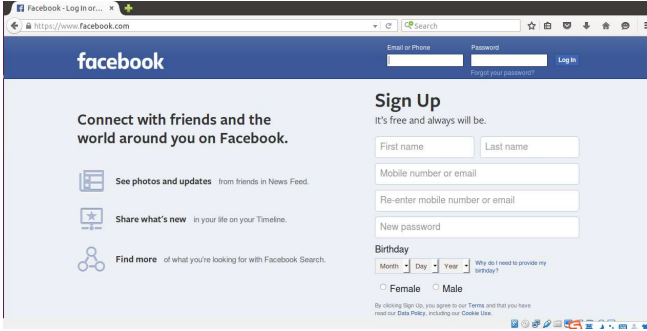 Facebook - Log In or...
https://www.facebook.com
Search
facebook
Email or Phone
Password
Log In
Forgot your password?
Connect with friends and the
world around you on Facebook.
See photos and updates from friends in News Feed.
Share what's new in your life on your Timeline.
Find more of what you're looking for with Facebook Search.
Sign Up
It's free and always will be.
First name
Last name
Mobile number or email
Re-enter mobile number or email
New password
Birthday
Month
Day
Year
Why do I need to provide my
birthday?
Female
Male
By clicking Sign Up, you agree to our Terms and that you have
read our Data Policy, including our Cookie Use.